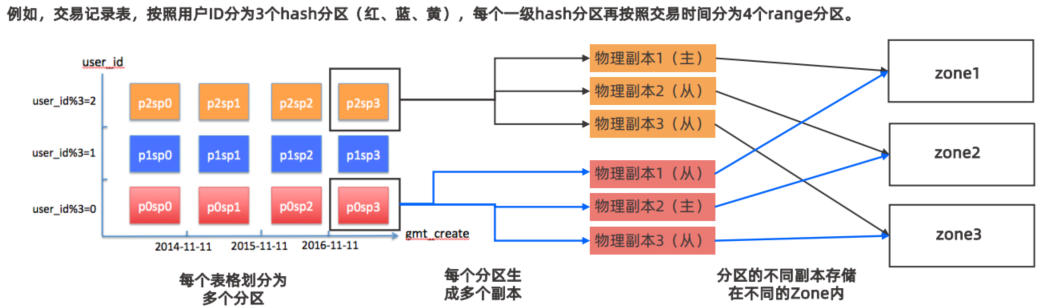 例如，交易记录表，按照用户ID分为3个hash分区（红、蓝、黄），每个一级hash分区再按照交易时间分为4个range分区。
user_id
user_id%3=2
p2sp0
p2sp1
p2sp2
p2sp3
user_id%3=1
p1sp0
p1sp1
p1sp2
p1sp3
user_id%3=0
p0sp0
p0sp1
p0sp2
p0sp3
gmt_create
2014-11-11
2015-11-11
2016-11-11
物理副本1（主）
物理副本2（从）
物理副本3（从）
物理副本1（从）
物理副本2（主）
物理副本3（从）
zone1
zone2
zone3
每个表格划分为
多个分区
每个分区生
成多个副本
分区的不同副本存储
在不同的Zone内